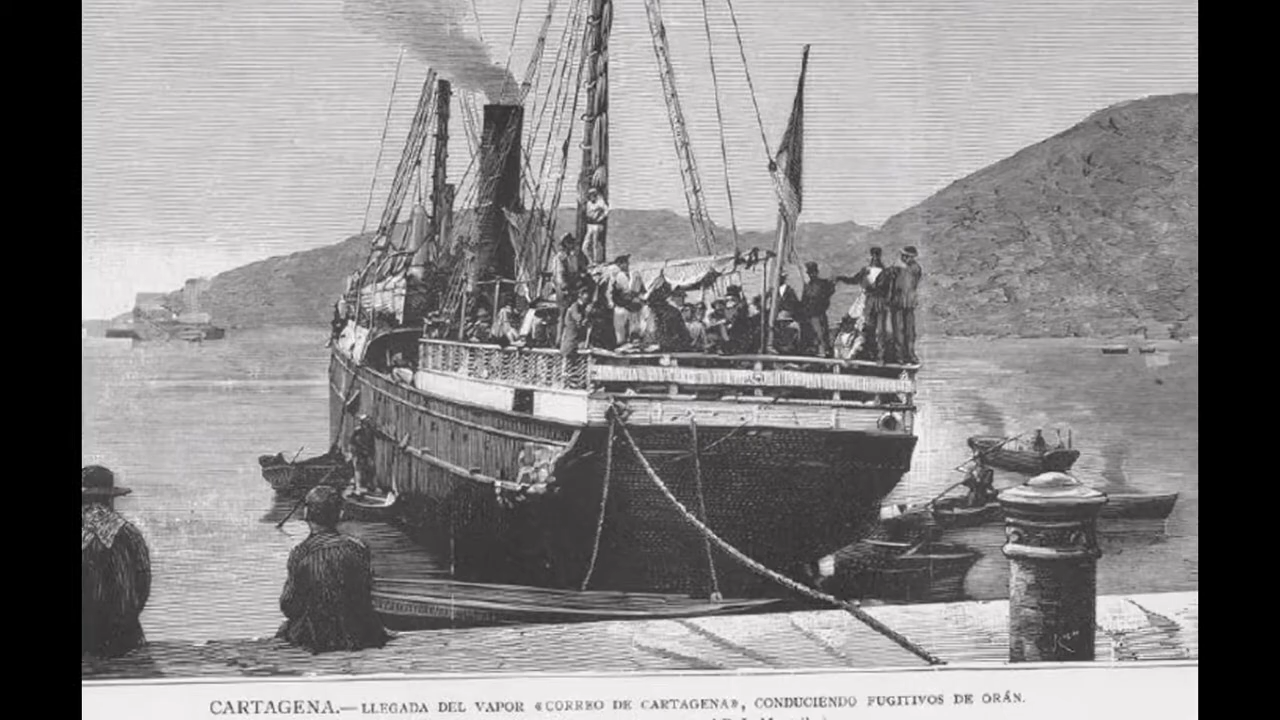 CARTAGENA.— LLEGADA DEL VAPOR «CORREO DE CARTAGENA», CONDUCIENDO FUGITIVOS DE ORÁN.